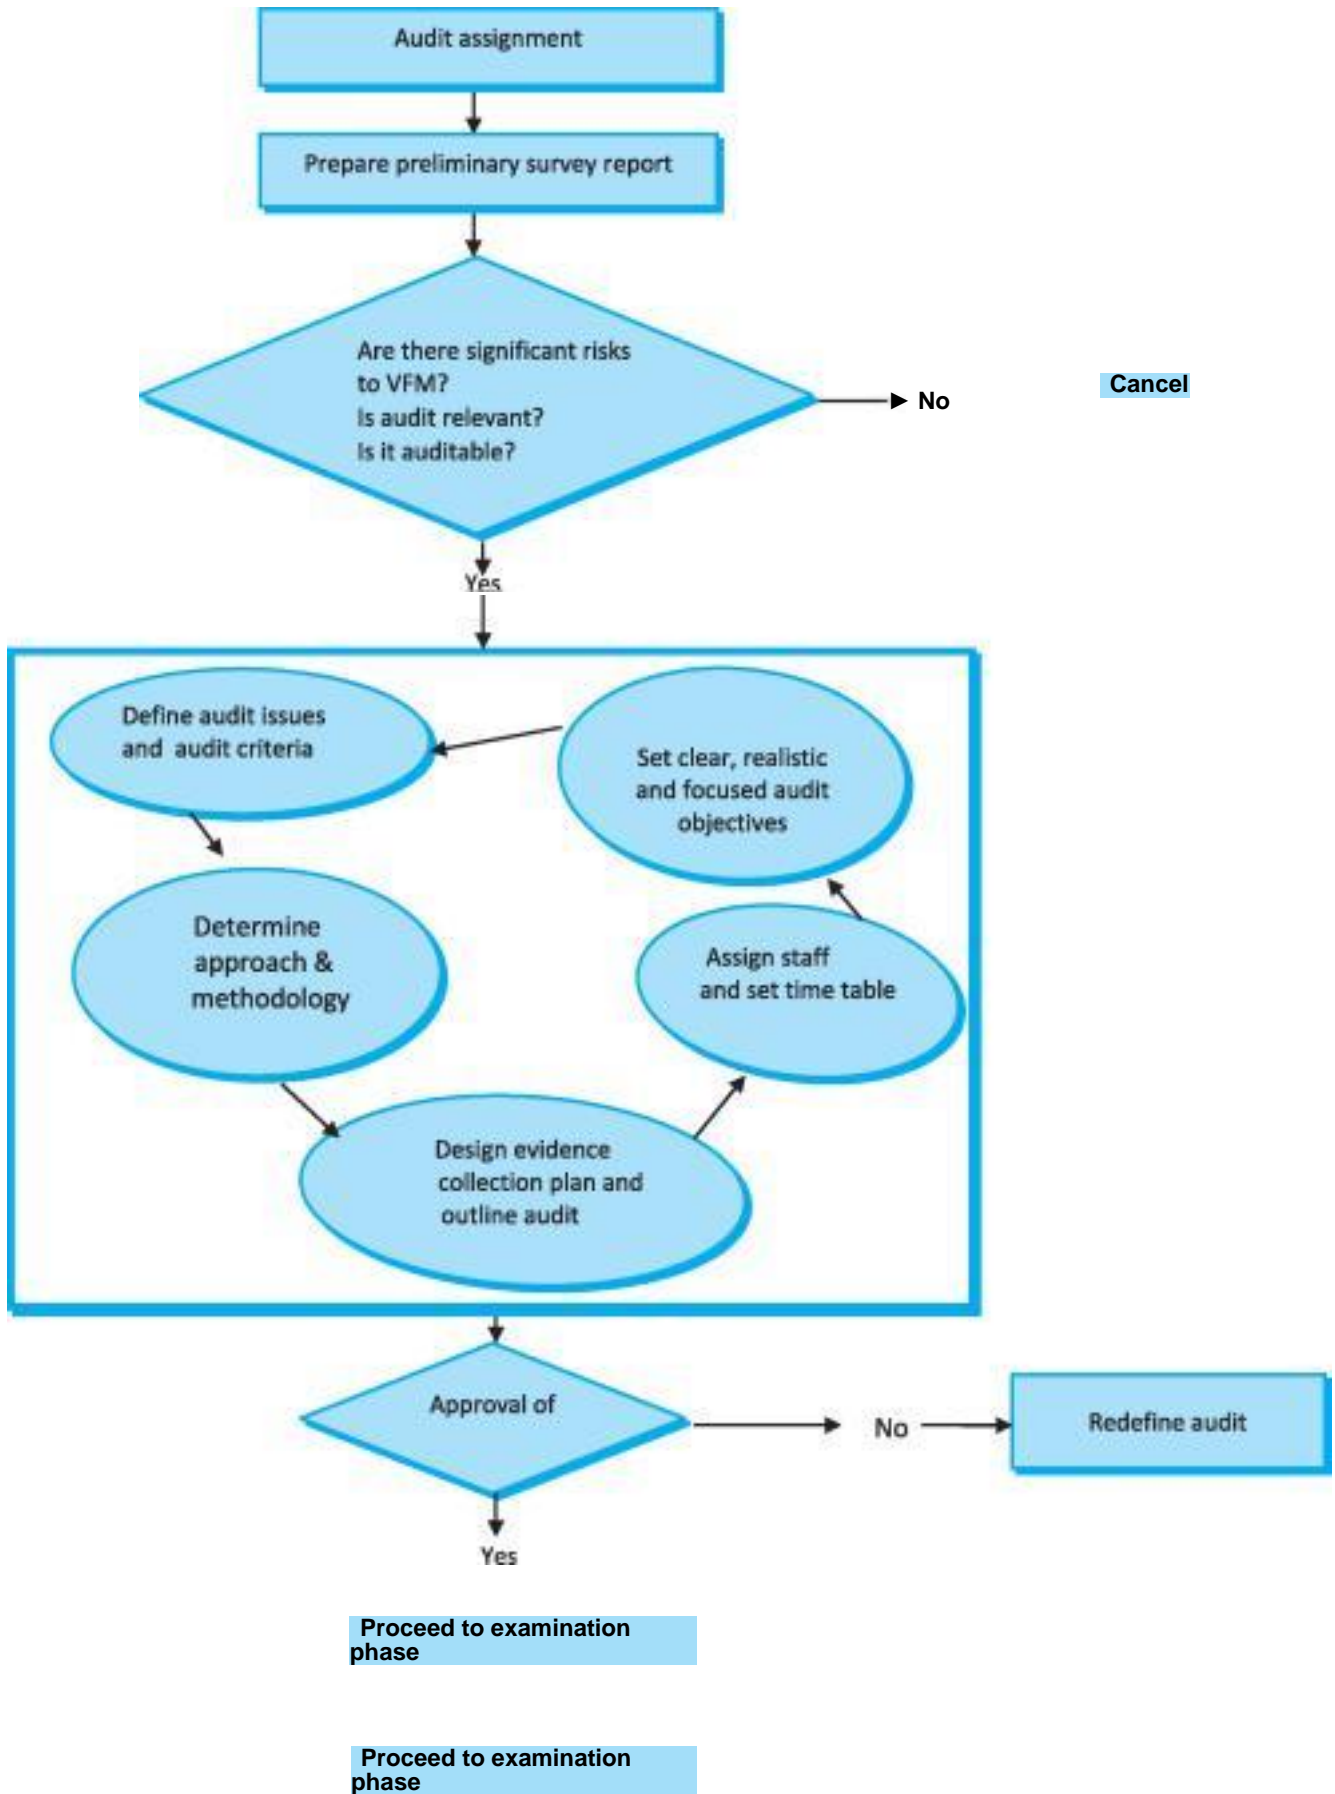 Audit assignment
Prepare preliminary survey report
Are there significant risks
to VFM?
Is audit relevant?
Is it auditable?
No
Cancel
Yes
Define audit issues
and audit criteria
Set clear, realistic
and focused audit
objectives
Determine
approach &
methodology
Assign staff
and set time table
Design evidence
collection plan and
outline audit
Approval of
No
Redefine audit
Yes
Proceed to examination
phase
Proceed to examination
phase